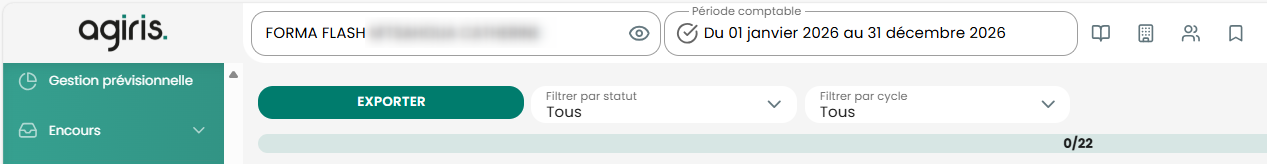 agiris.
FORMA FLASH
Période comptable
Du 01 janvier 2026 au 31 décembre 2026
Gestion prévisionnelle
EXPORTER
Filtrer par statut
Tous
Filtrer par cycle
Tous
Encours
0/22